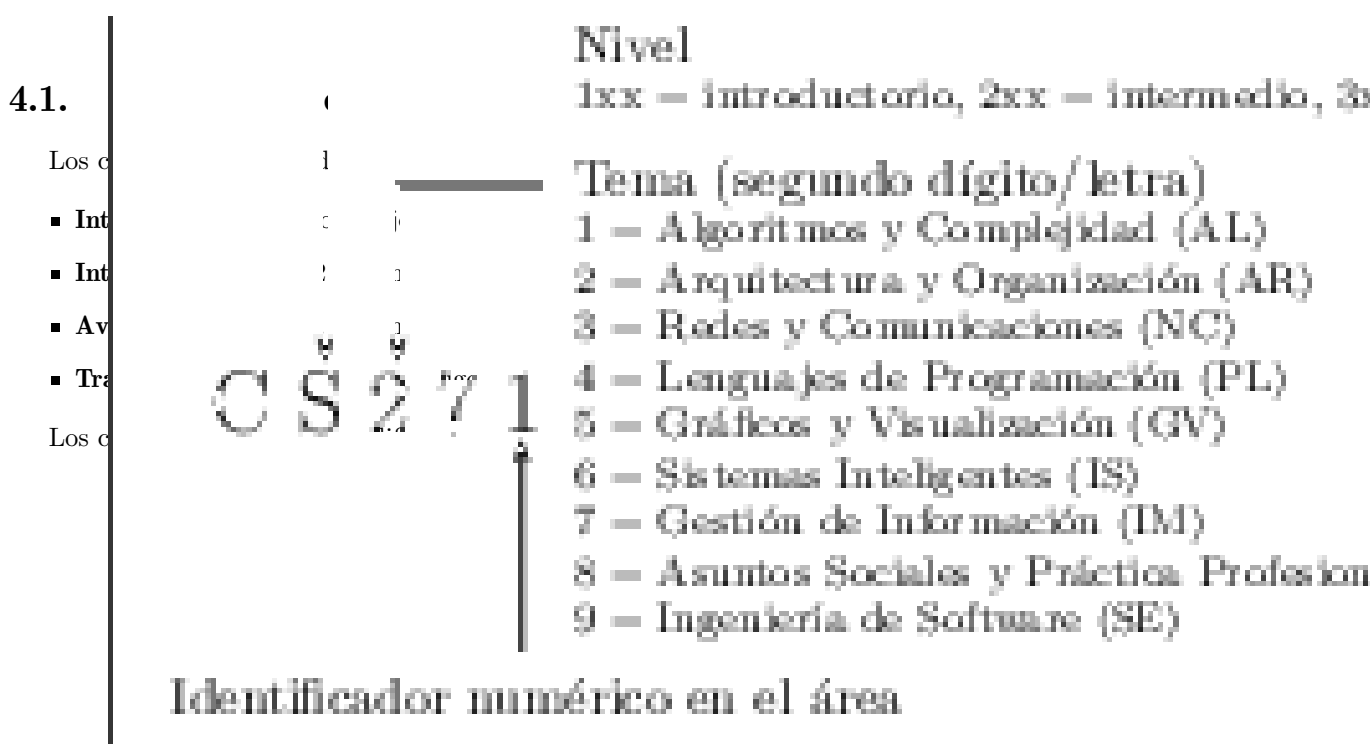 Nivel
4.1.
1xx — introductorio, 2xx — intermedio,
Los
Tema (segundo dígito/letra)
1 — Algoritmos y Complejidad (AL)
2 — Arquitectura y Organización (AR)
3 — Redes y Comunicaciones (NC)
CS271
4 — Lenguajes de Programación (PL)
Los
5 — Gráficos y Visualización (GV)
6 — Sistemas Inteligentes (IS)
7 — Gestión de Información (IM)
8 — Asuntos Sociales y Práctica
9 — Ingeniería de Software (SE)
Identificador numérico en el área